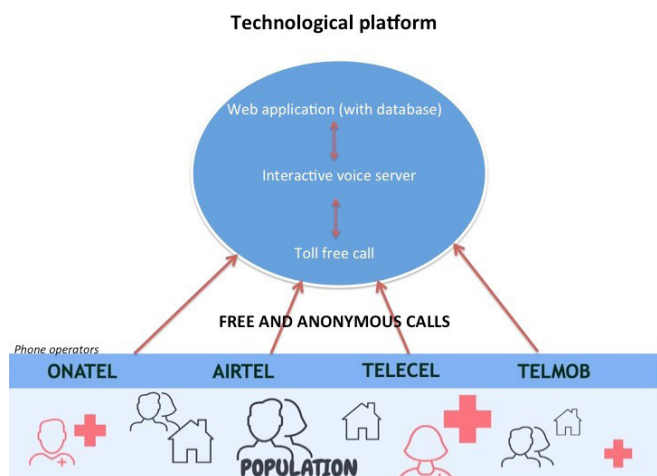 Technological platform
Web application (with database)
Interactive voice server
Toll free call
FREE AND ANONYMOUS CALLS
Phone operators
ONATEL AIRTEL TELECEL TELMOB
POPULATION